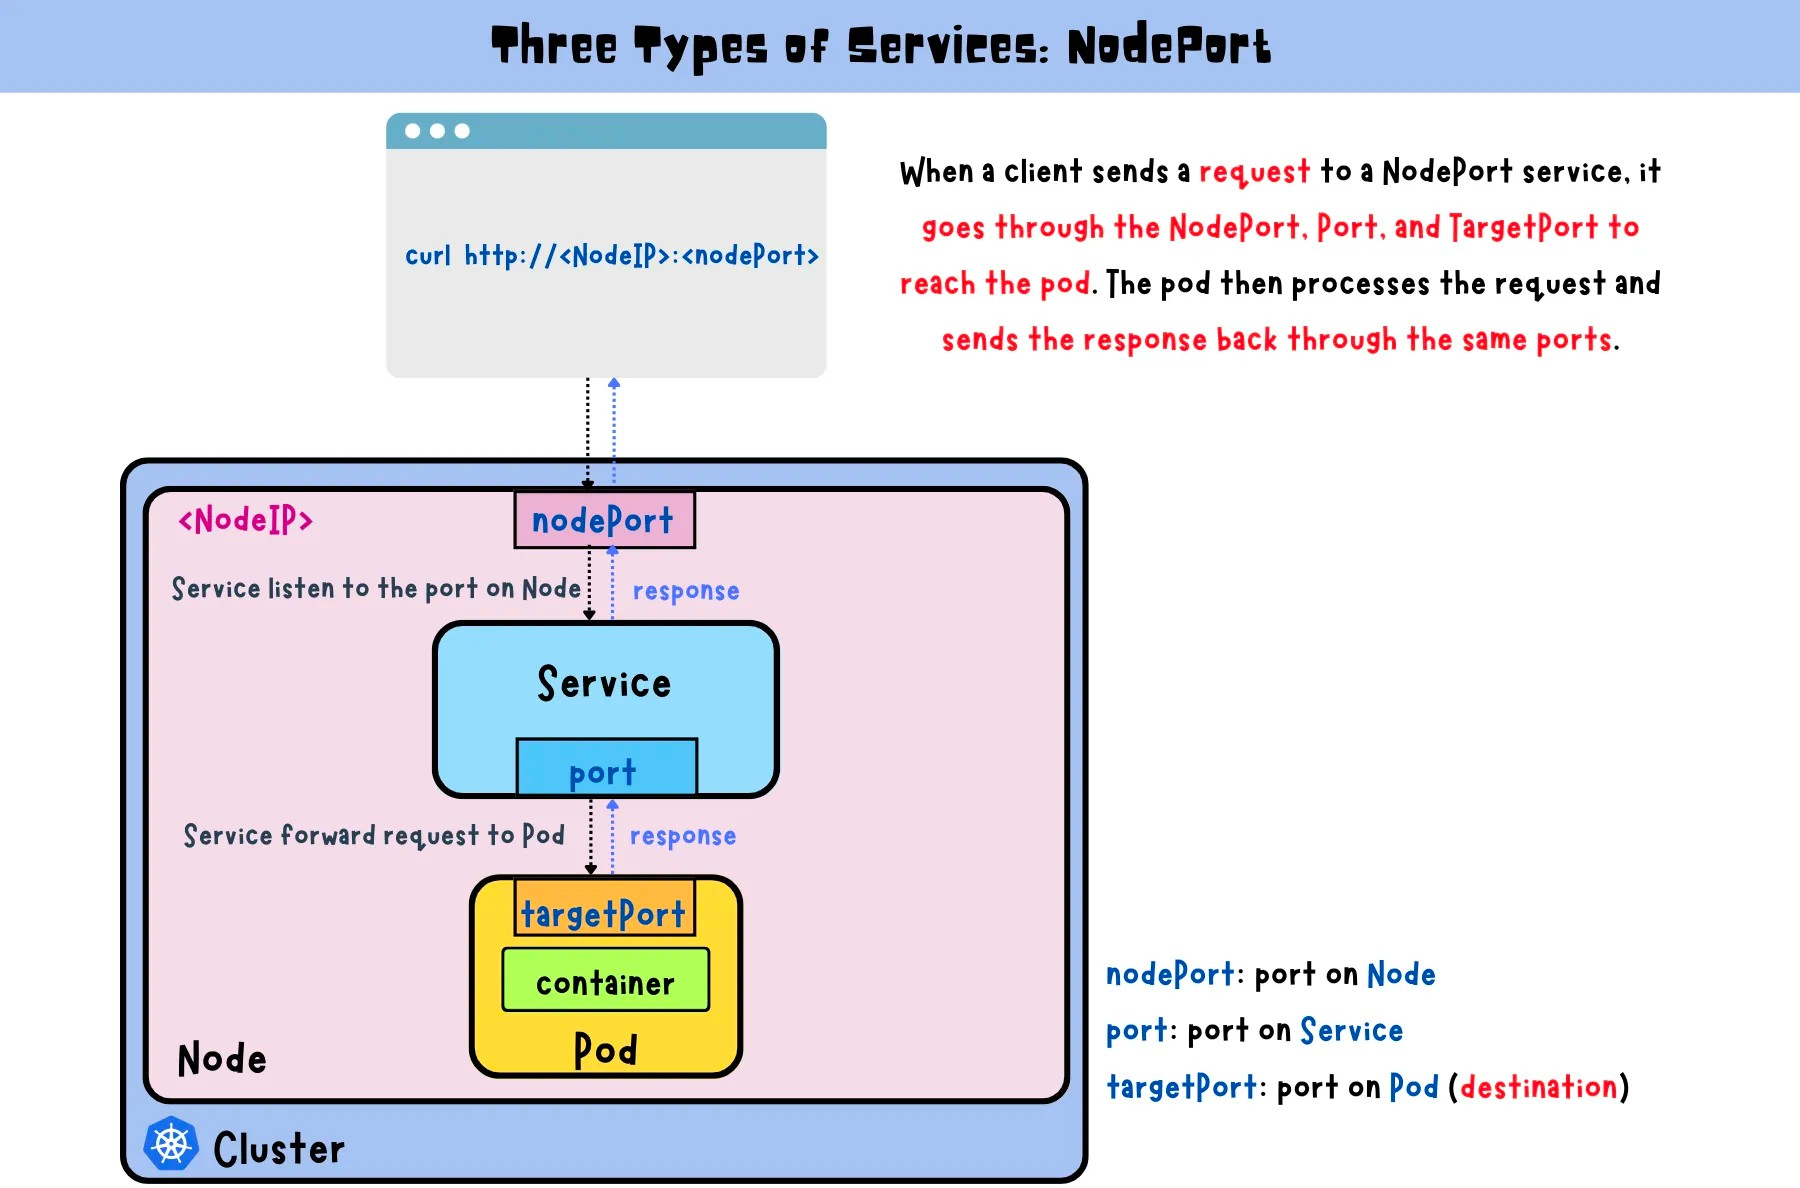 Three Types of Services: NodePort
curl http://<NodeIP>:<nodePort>
When a client sends a request to a NodePort service, it
goes through the NodePort, Port, and TargetPort to
reach the pod. The pod then processes the request and
sends the response back through the same ports.
<NodeIP>
nodePort
Service listen to the port on Node
response
Service
port
Service forward request to Pod
response
targetPort
container
Pod
Node
Cluster
nodePort: port on Node
port: port on Service
targetPort: port on Pod (destination)